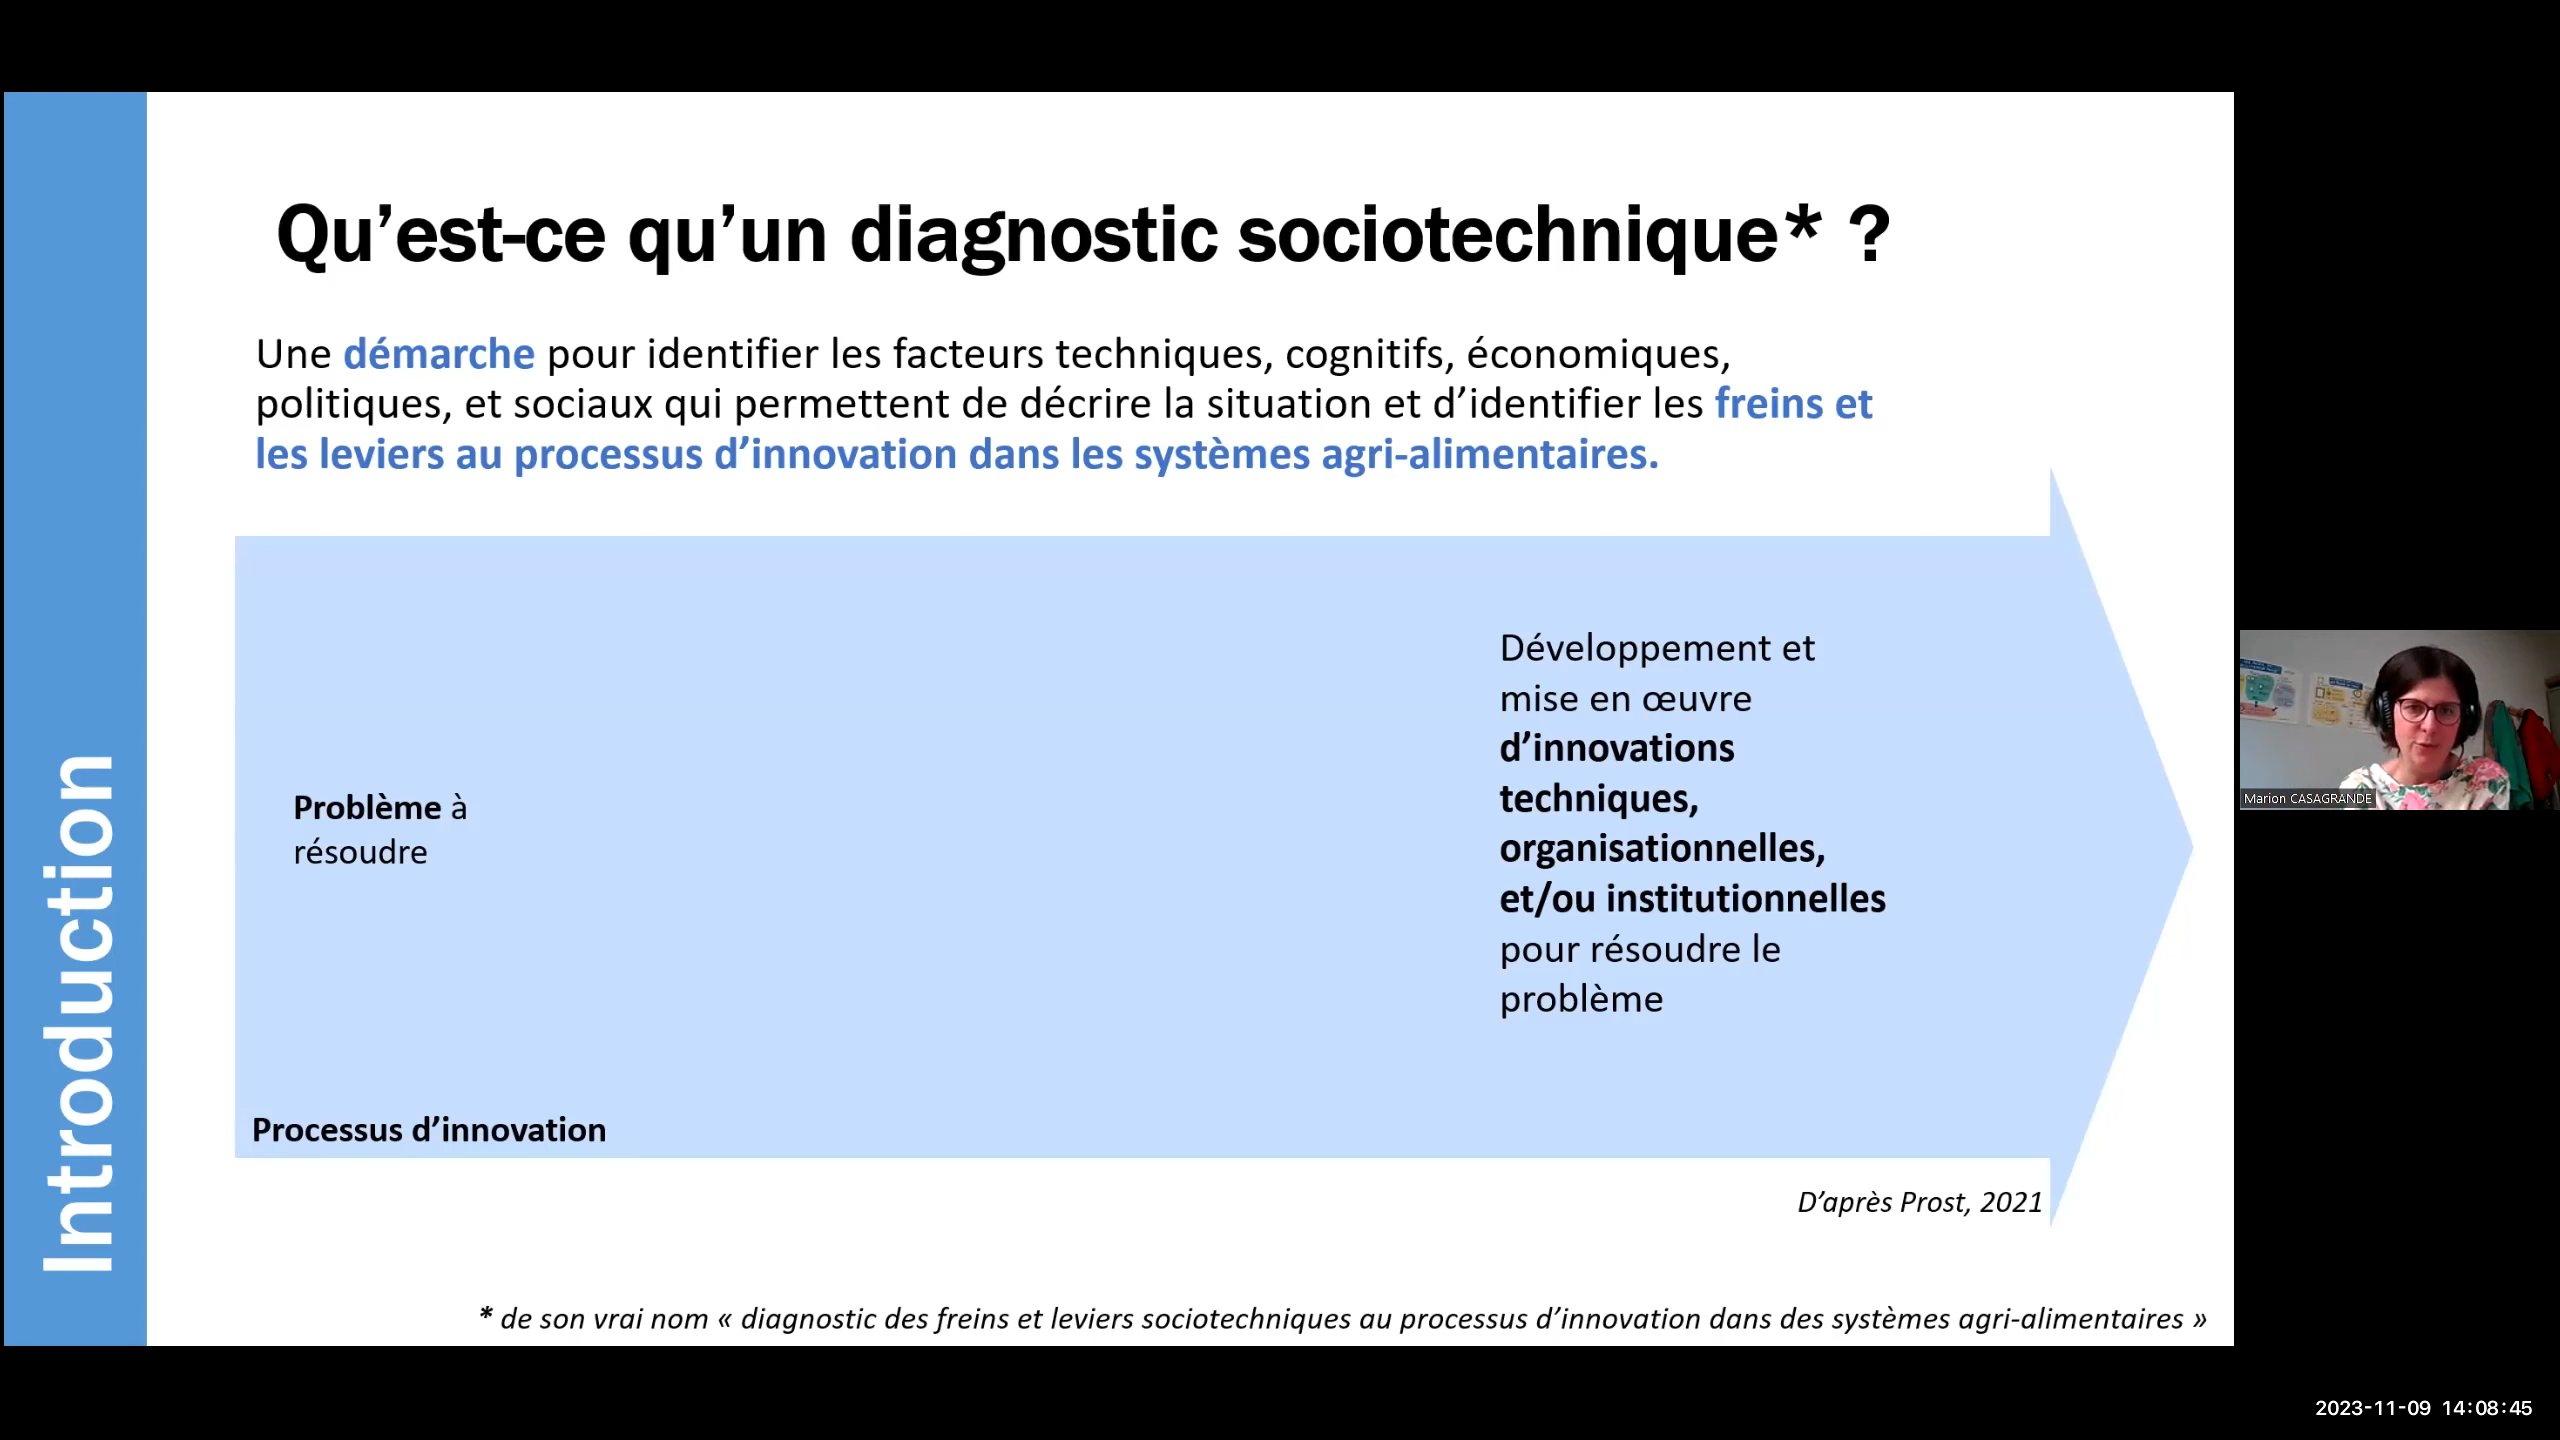 Qu’est-ce qu’un diagnostic sociotechnique* ?
Une démarche pour identifier les facteurs techniques, cognitifs, économiques,
politiques, et sociaux qui permettent de décrire la situation et d’identifier les freins et
les leviers au processus d’innovation dans les systèmes agri-alimentaires.
Introduction
Problème à
résoudre
Développement et
mise en œuvre
d’innovations
techniques,
organisationnelles,
et/ou institutionnelles
pour résoudre le
problème
Processus d’innovation
D’après Prost, 2021
* de son vrai nom « diagnostic des freins et leviers sociotechniques au processus d’innovation dans des systèmes agri-alimentaires »
Marion CASAGRANDE
2023-11-09 14:08:45